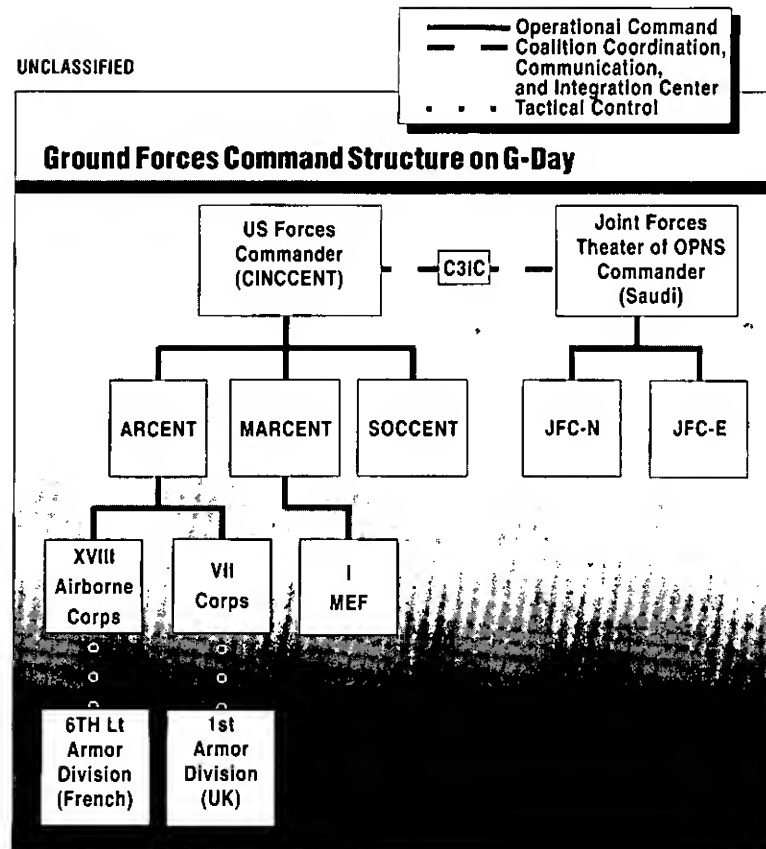 Operational Command
Coalition Coordination,
Communication,
and Integration Center
Tactical Control
UNCLASSIFIED
Ground Forces Command Structure on G-Day
US Forces
Commander
(CINCCENT)
C3IC
Joint Forces
Theater of OPNS
Commander
(Saudi)
ARCENT
MARCENT
SOCCENT
JFC-N
JFC-E
XVIII
Airborne
Corps
VII
Corps
I
MEF
6TH Lt
Armor
Division
(French)
1st
Armor
Division
(UK)